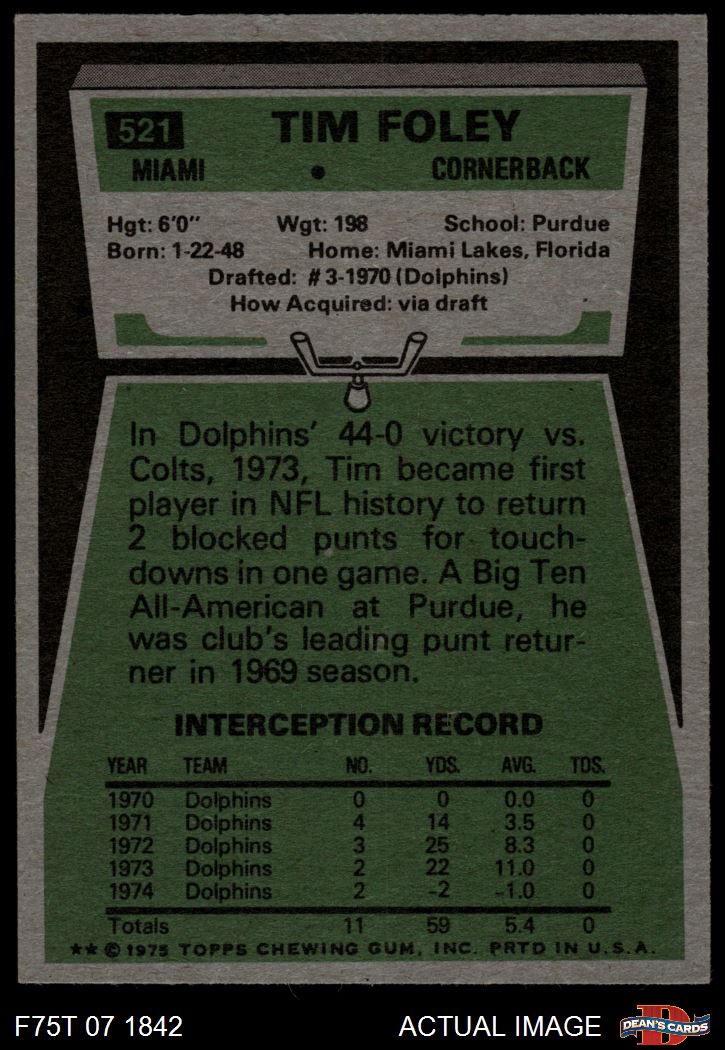 521 TIM FOLEY
MIAMI • CORNERBACK
Hgt: 6'0" Wgt: 198 School: Purdue
Born: 1-22-48 Home: Miami Lakes, Florida
Drafted: #3-1970 (Dolphins)
How Acquired: via draft
In Dolphins' 44-0 victory vs.
Colts, 1973, Tim became first
player in NFL history to return
2 blocked punts for touch-
downs in one game. A Big Ten
All-American at Purdue, he
was club's leading punt retur-
ner in 1969 season.
INTERCEPTION RECORD
YEAR TEAM NO. YDS. AVG. TDS.
1970 Dolphins 0 0 0.0 0
1971 Dolphins 4 14 3.5 0
1972 Dolphins 3 25 8.3 0
1973 Dolphins 2 22 11.0 0
1974 Dolphins 2 -2 -1.0 0
Totals 11 59 5.4 0
★★ © 1975 TOPPS CHEWING GUM, INC. PRTD IN U.S.A.
F75T 07 1842 ACTUAL IMAGE D DEAN'S CARDS